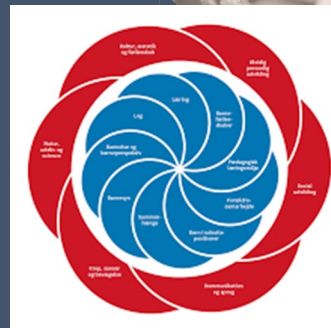 Kultur, æstetik
og fællesskab
Alsidig
personlig
udvikling
Social
udvikling
Kommunikation
og sprog
Krop, sanser
og bevægelse
Natur,
udeliv og
science
Læring
Børne-
fælles-
skaber
Pædagogisk
læringsmiljø
Forældre-
samarbejde
Børn i udsatte
positioner
Sammen-
hænge
Børnesyn
Dannelse og
børneperspektiv
Leg